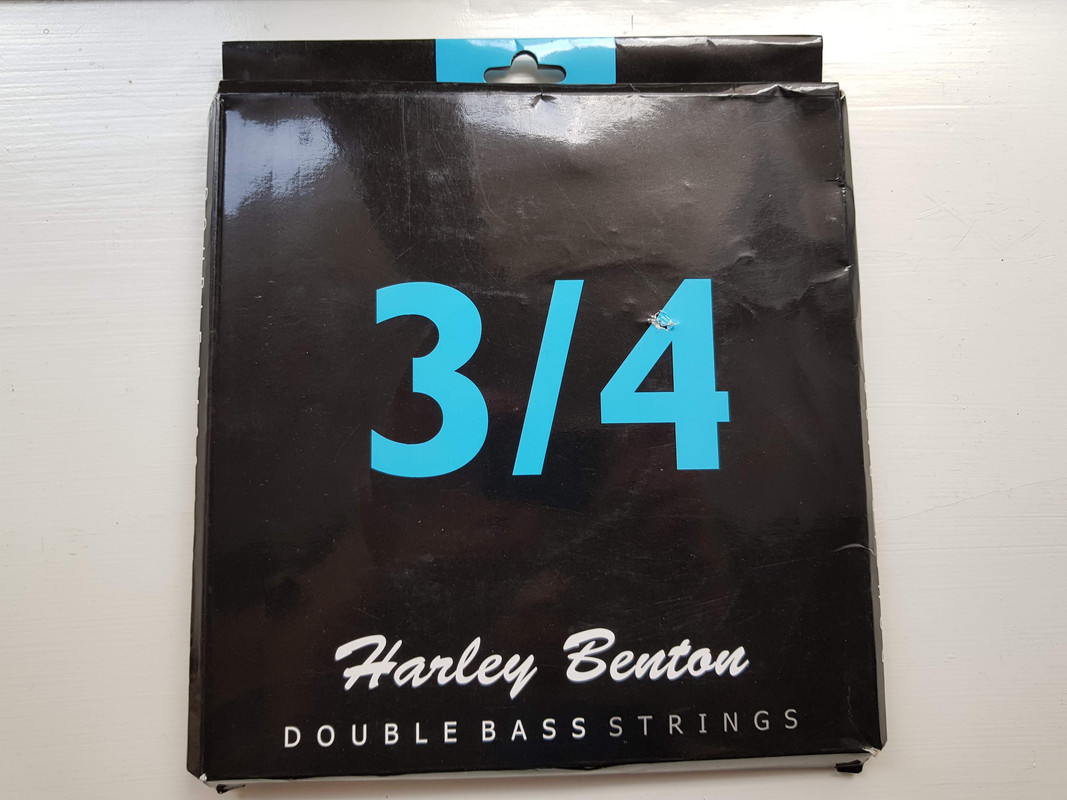 3/4
Harley Benton
DOUBLE BASS STRINGS